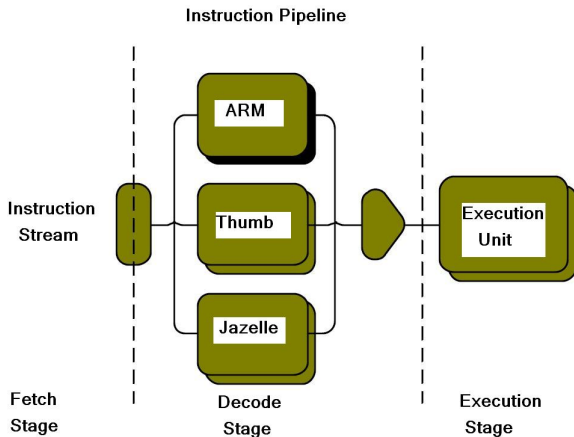 Instruction Pipeline
ARM
Instruction
Stream
Thumb
Execution
Unit
Jazelle
Fetch
Stage
Decode
Stage
Execution
Stage